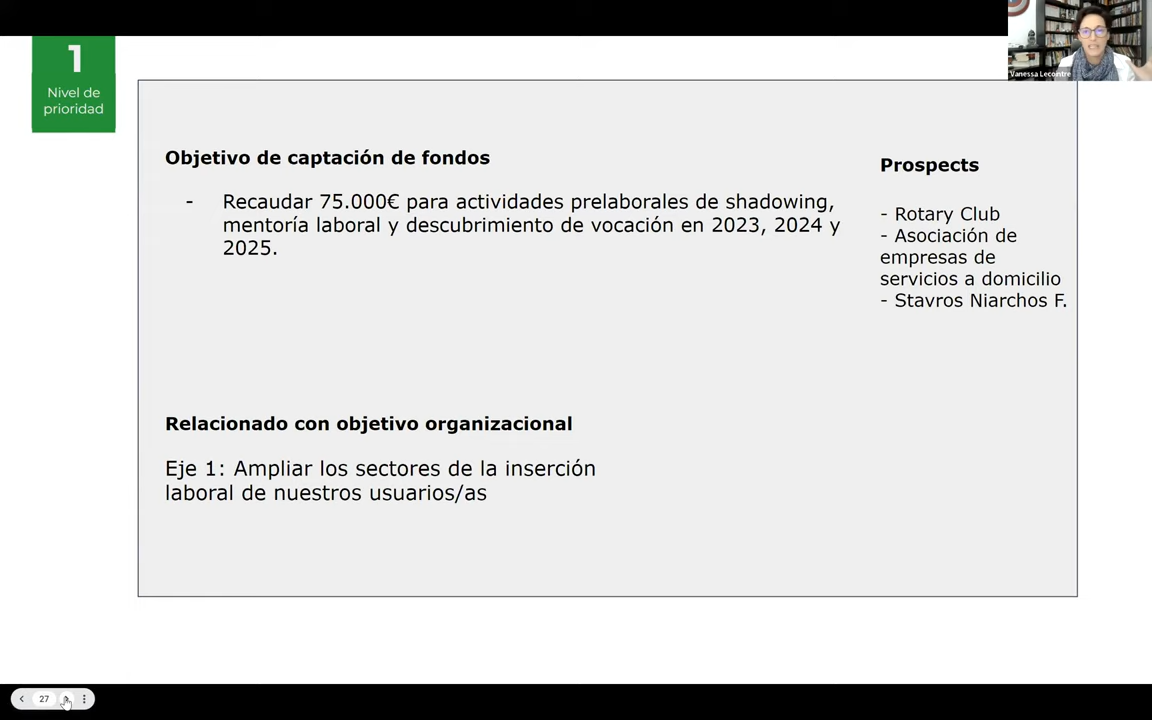 1
Nivel de
prioridad
Vanessa Lecointre
Objetivo de captación de fondos
- Recaudar 75.000€ para actividades prelaborales de shadowing,
mentoría laboral y descubrimiento de vocación en 2023, 2024 y
2025.
Prospects
- Rotary Club
- Asociación de
empresas de
servicios a domicilio
- Stavros Niarchos F.
Relacionado con objetivo organizacional
Eje 1: Ampliar los sectores de la inserción
laboral de nuestros usuarios/as
27